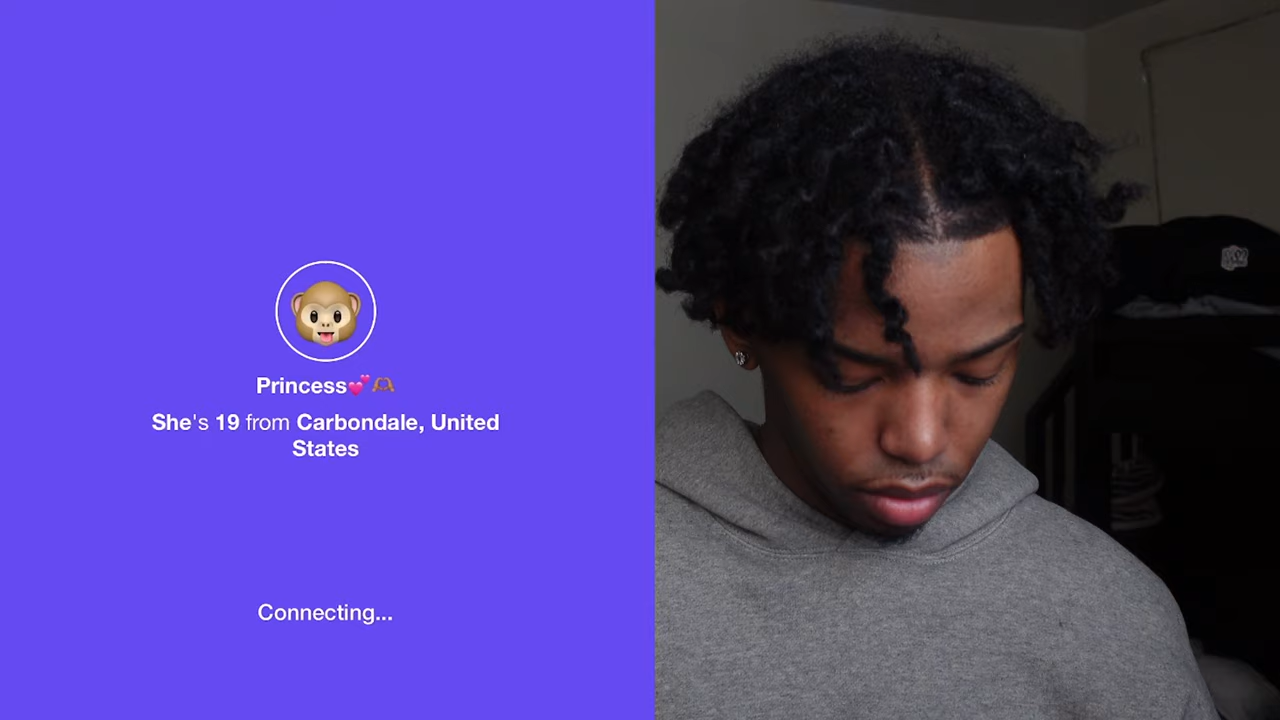 Princess💕🫶🏾
She's 19 from Carbondale, United
States
Connecting...